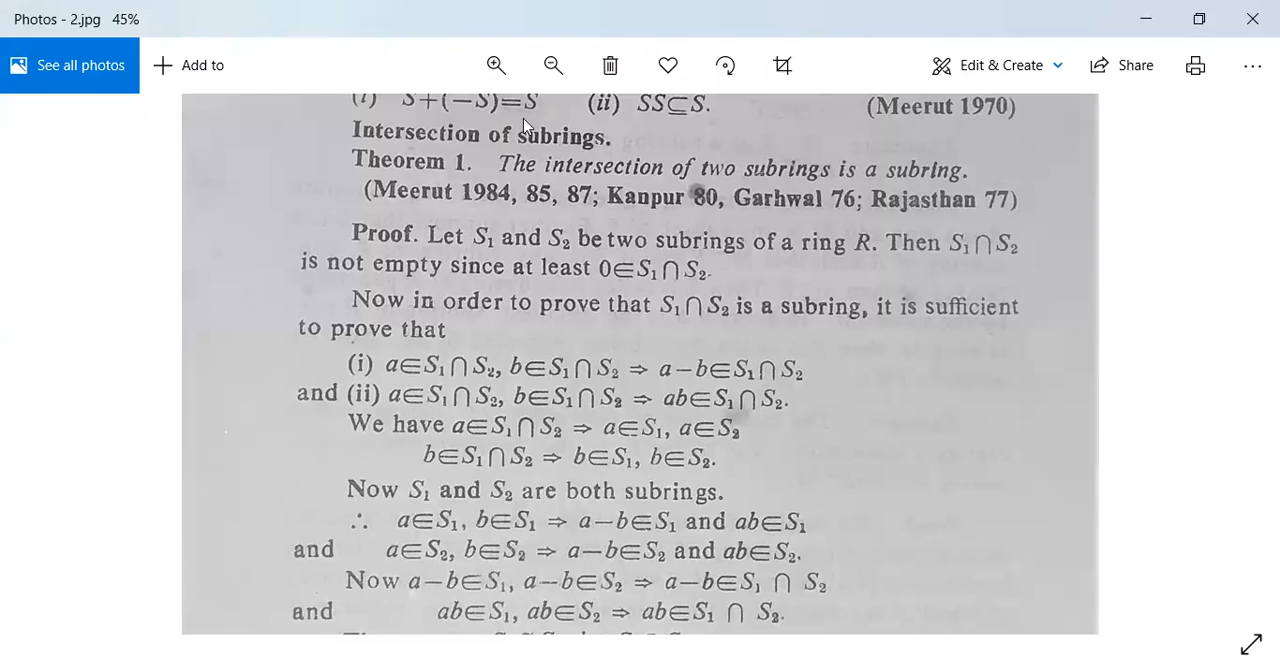 Photos - 2.jpg 45%
See all photos
Add to
Edit & Create
Share
(i) S+(−S)=S (ii) SS⊆S. (Meerut 1970)
Intersection of subrings.
Theorem 1. The intersection of two subrings is a subring.
(Meerut 1984, 85, 87; Kanpur 80, Garhwal 76; Rajasthan 77)
Proof. Let S₁ and S₂ be two subrings of a ring R. Then S₁∩S₂
is not empty since at least 0∈S₁∩S₂.
Now in order to prove that S₁∩S₂ is a subring, it is sufficient
to prove that
(i) a∈S₁∩S₂, b∈S₁∩S₂ ⇒ a−b∈S₁∩S₂
and (ii) a∈S₁∩S₂, b∈S₁∩S₂ ⇒ ab∈S₁∩S₂.
We have a∈S₁∩S₂ ⇒ a∈S₁, a∈S₂
b∈S₁∩S₂ ⇒ b∈S₁, b∈S₂.
Now S₁ and S₂ are both subrings.
∴ a∈S₁, b∈S₁ ⇒ a−b∈S₁ and ab∈S₁
and a∈S₂, b∈S₂ ⇒ a−b∈S₂ and ab∈S₂.
Now a−b∈S₁, a−b∈S₂ ⇒ a−b∈S₁ ∩ S₂
and ab∈S₁, ab∈S₂ ⇒ ab∈S₁ ∩ S₂.